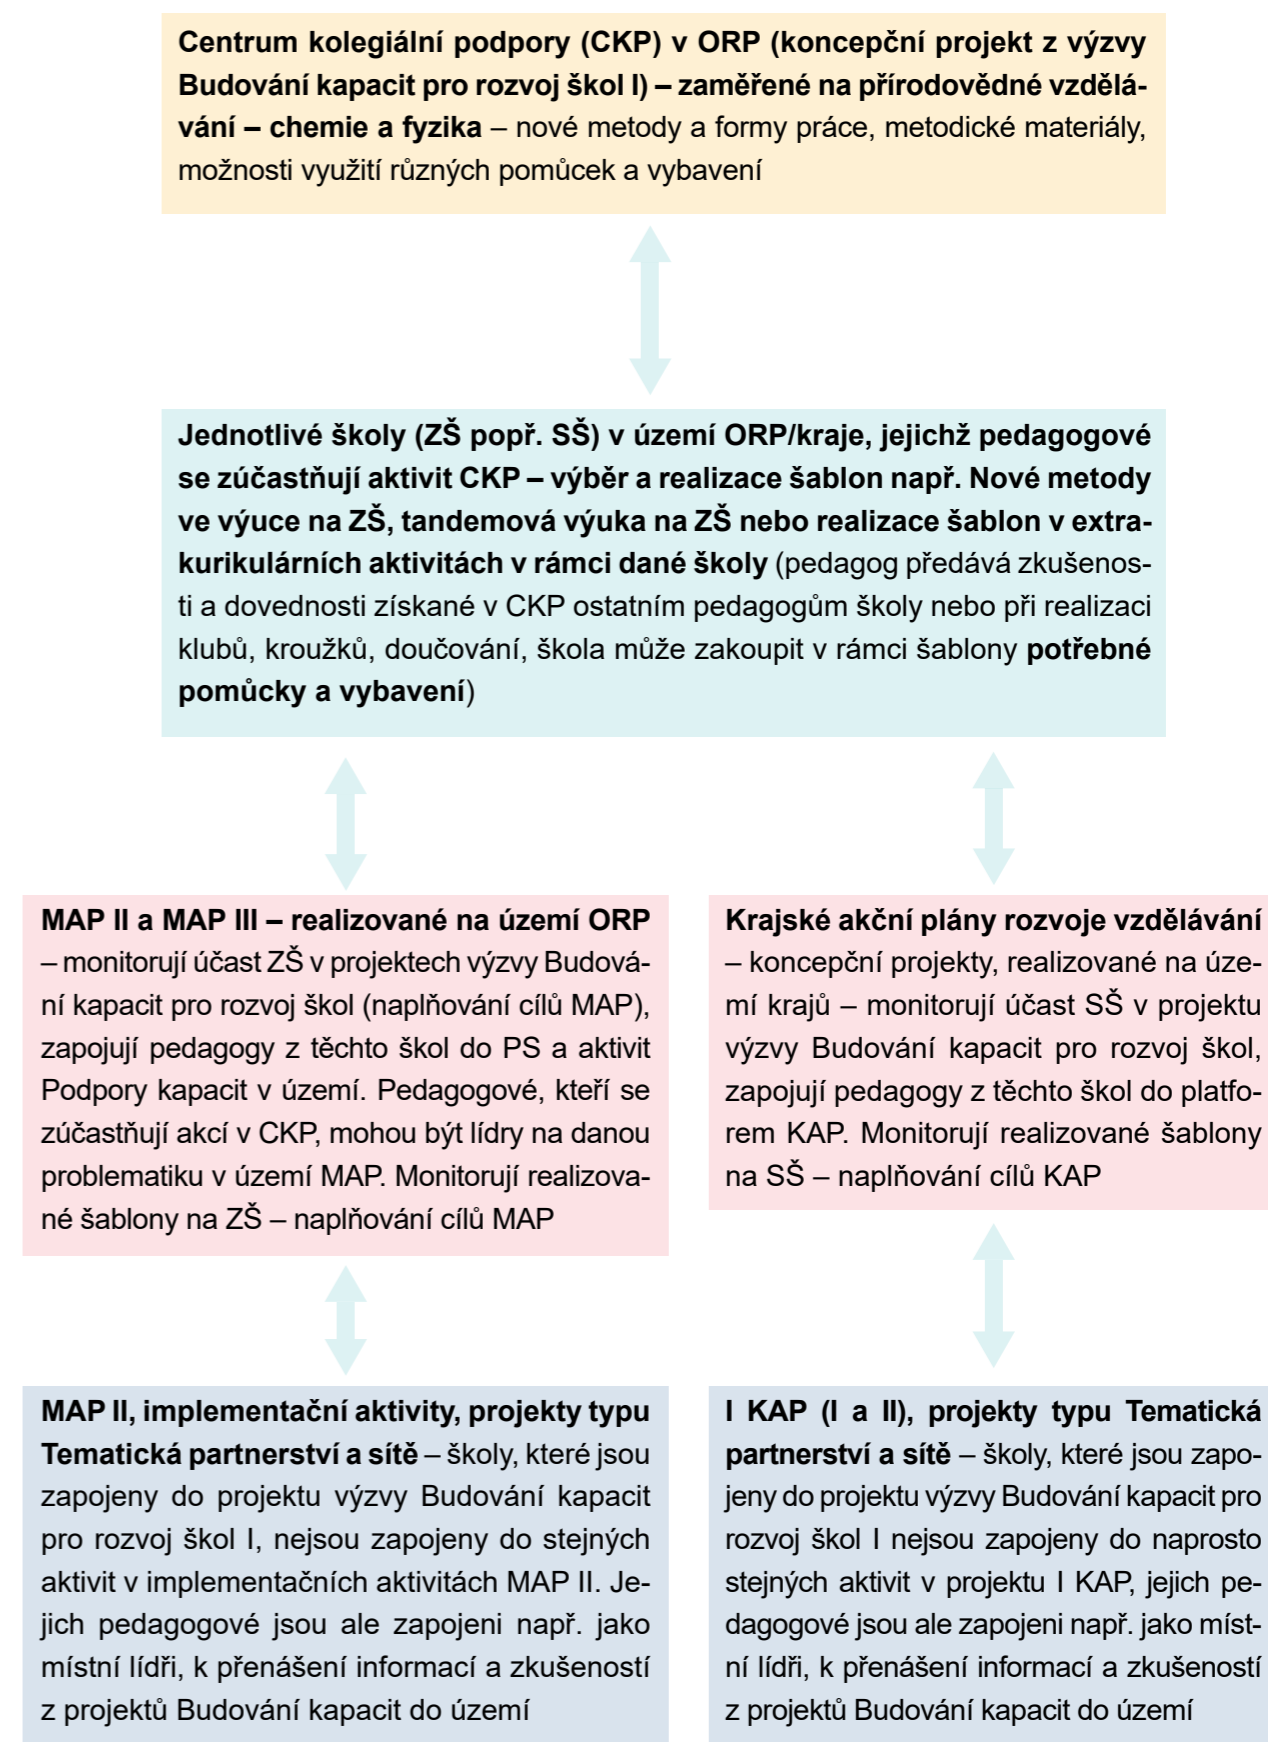 Centrum kolegiální podpory (CKP) v ORP (koncepční projekt z výzvy
Budování kapacit pro rozvoj škol I) – zaměřené na přírodovědné vzdělá-
vání – chemie a fyzika – nové metody a formy práce, metodické materiály,
možnosti využití různých pomůcek a vybavení
Jednotlivé školy (ZŠ popř. SŠ) v území ORP/kraje, jejichž pedagogové
se zúčastňují aktivit CKP – výběr a realizace šablon např. Nové metody
ve výuce na ZŠ, tandemová výuka na ZŠ nebo realizace šablon v extra-
kurikulárních aktivitách v rámci dané školy (pedagog předává zkušenos-
ti a dovednosti získané v CKP ostatním pedagogům školy nebo při realizaci
klubů, kroužků, doučování, škola může zakoupit v rámci šablony potřebné
pomůcky a vybavení)
MAP II a MAP III – realizované na území ORP
– monitorují účast ZŠ v projektech výzvy Budová-
ní kapacit pro rozvoj škol (naplňování cílů MAP),
zapojují pedagogy z těchto škol do PS a aktivit
Podpory kapacit v území. Pedagogové, kteří se
zúčastňují akcí v CKP, mohou být lídry na danou
problematiku v území MAP. Monitorují realizova-
né šablony na ZŠ – naplňování cílů MAP
Krajské akční plány rozvoje vzdělávání
– koncepční projekty, realizované na úze-
mí krajů – monitorují účast SŠ v projektu
výzvy Budování kapacit pro rozvoj škol,
zapojují pedagogy z těchto škol do platfo-
rem KAP. Monitorují realizované šablony
na SŠ – naplňování cílů KAP
MAP II, implementační aktivity, projekty typu
Tematická partnerství a sítě – školy, které jsou
zapojeny do projektu výzvy Budování kapacit
pro rozvoj škol I, nejsou zapojeny do stejných
aktivit v implementačních aktivitách MAP II. Je-
jich pedagogové jsou ale zapojeni např. jako
místní lídři, k přenášení informací a zkušeností
z projektů Budování kapacit do území
I KAP (I a II), projekty typu Tematická
partnerství a sítě – školy, které jsou zapo-
jeny do projektu výzvy Budování kapacit pro
rozvoj škol I nejsou zapojeny do naprosto
stejných aktivit v projektu I KAP, jejich pe-
dagogové jsou ale zapojeni např. jako míst-
ní lídři, k přenášení informací a zkušeností
z projektů Budování kapacit do území